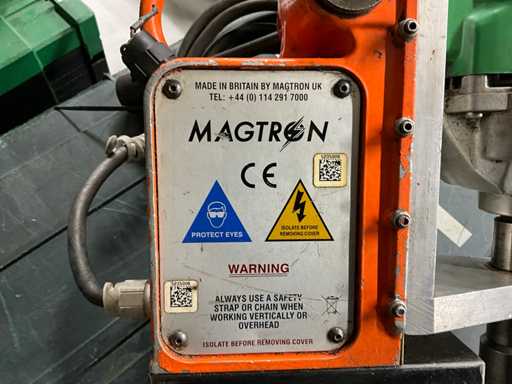 MADE IN BRITAIN BY MAGTRON UK
TEL: +44 (0) 114 291 7000
MAGTRON
CE
PROTECT EYES
ISOLATE BEFORE
REMOVING COVER
WARNING
ALWAYS USE A SAFETY
STRAP OR CHAIN WHEN
WORKING VERTICALLY OR
OVERHEAD
ISOLATE BEFORE REMOVING COVER